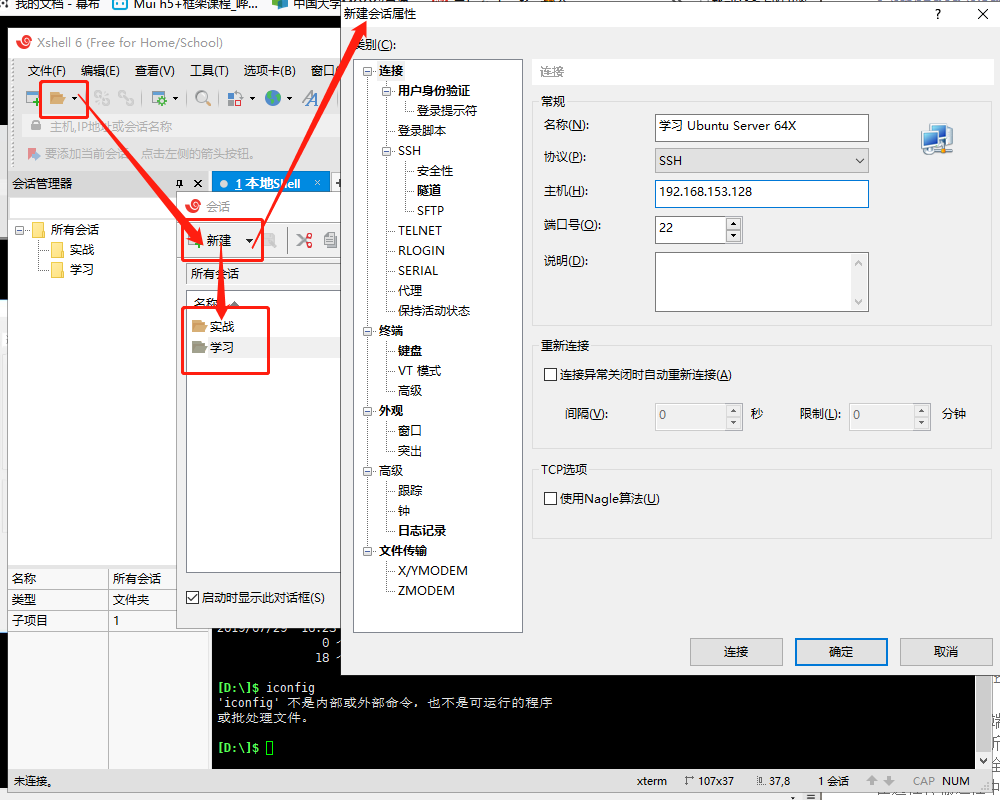 我的文档 - 幕布
Mui h5+框架课程_哔...
中国大学
Xshell 6 (Free for Home/School)
文件(F) 编辑(E) 查看(V) 工具(T) 选项卡(B) 窗口
主机,IP地址或会话名称
要添加当前会话，点击左侧的箭头按钮。
会话管理器
1 本地Shell
所有会话
实战
学习
名称 所有会话
类型 文件夹
子项目 1
会话
新建
所有会话
名称
实战
学习
启动时显示此对话框(S)
新建会话属性
类别(C):
连接
用户身份验证
登录提示符
登录脚本
SSH
安全性
隧道
SFTP
TELNET
RLOGIN
SERIAL
代理
保持活动状态
终端
键盘
VT 模式
高级
外观
窗口
突出
高级
跟踪
钟
日志记录
文件传输
X/YMODEM
ZMODEM
连接
常规
名称(N): 学习 Ubuntu Server 64X
协议(P): SSH
主机(H): 192.168.153.128
端口号(O): 22
说明(D):
重新连接
连接异常关闭时自动重新连接(A)
间隔(V): 0 秒 限制(L): 0 分钟
TCP选项
使用Nagle算法(U)
连接 确定 取消
0 个
18 个
[D:\]$ iconfig
'iconfig' 不是内部或外部命令，也不是可运行的程序
或批处理文件。
[D:\]$
未连接。 xterm 107x37 37,8 1 会话 CAP NUM